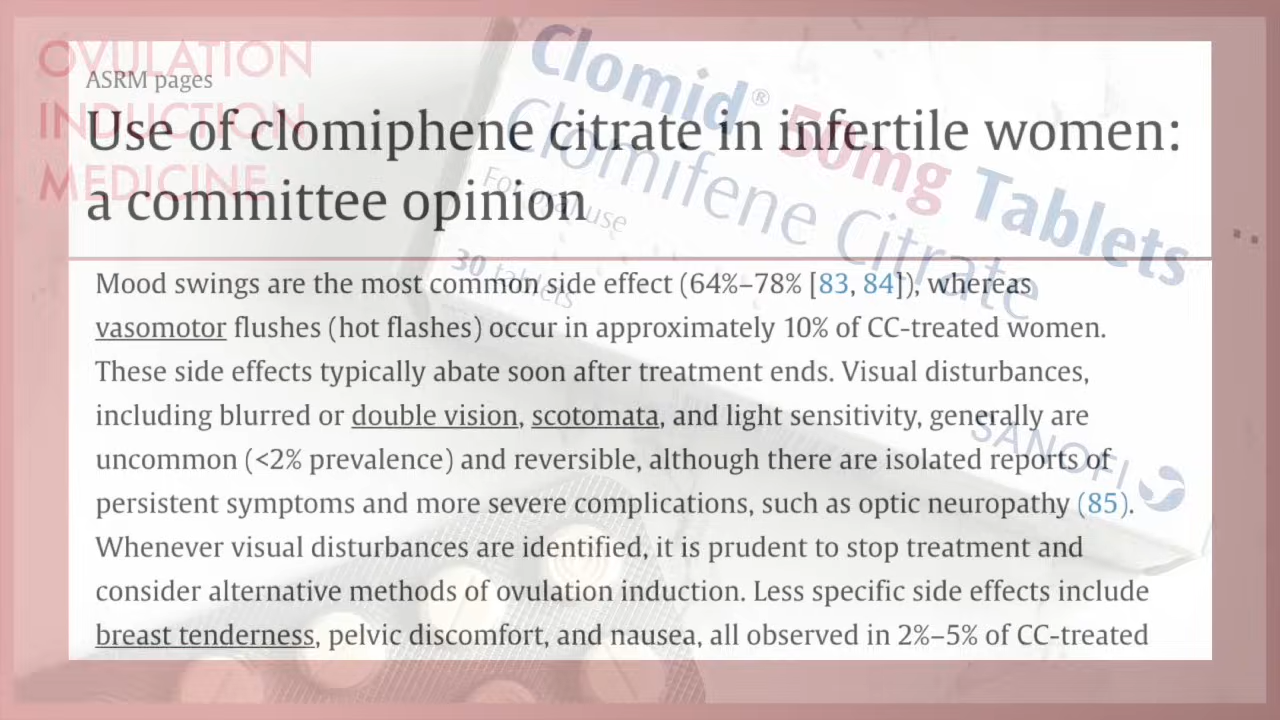 OVULATION
INDUCTION
MEDICINE
ASRM pages
Use of clomiphene citrate in infertile women:
a committee opinion
Clomid® 50mg Tablets
Clomifene Citrate
For oral use
30 tablets
SANOFI
Mood swings are the most common side effect (64%–78% [83, 84]), whereas
vasomotor flushes (hot flashes) occur in approximately 10% of CC-treated women.
These side effects typically abate soon after treatment ends. Visual disturbances,
including blurred or double vision, scotomata, and light sensitivity, generally are
uncommon (<2% prevalence) and reversible, although there are isolated reports of
persistent symptoms and more severe complications, such as optic neuropathy (85).
Whenever visual disturbances are identified, it is prudent to stop treatment and
consider alternative methods of ovulation induction. Less specific side effects include
breast tenderness, pelvic discomfort, and nausea, all observed in 2%–5% of CC-treated